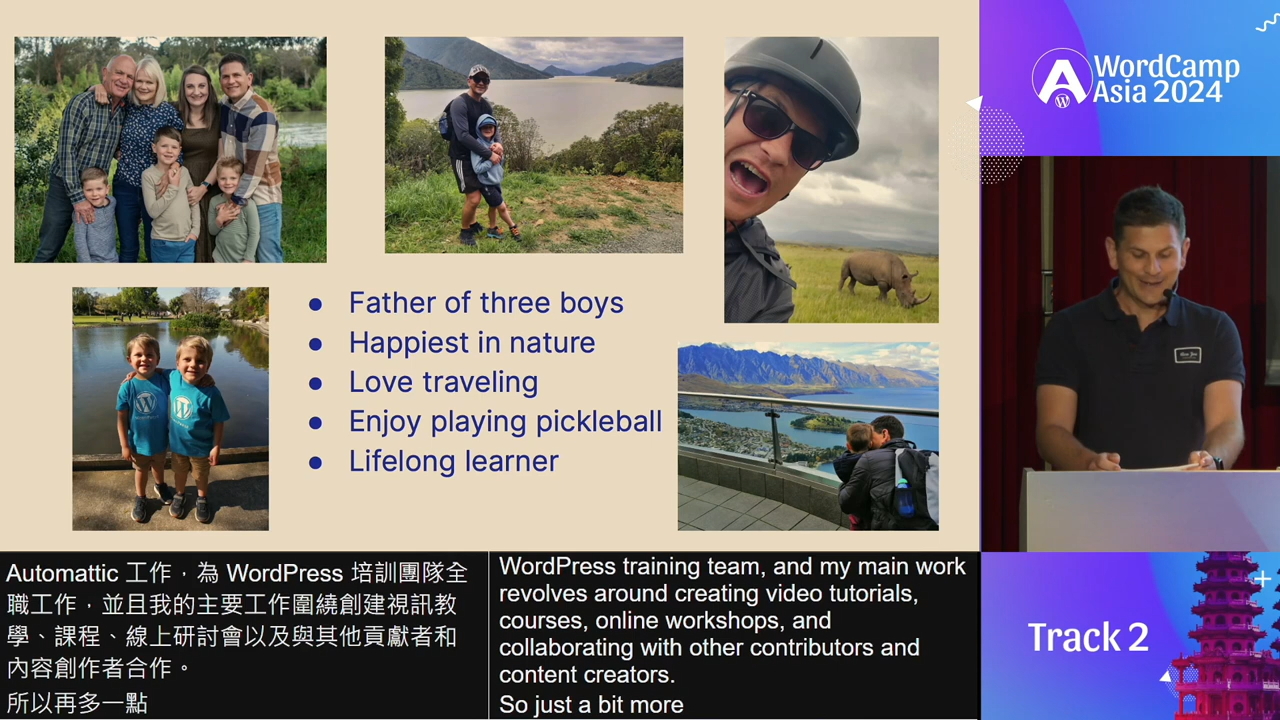 Father of three boys
Happiest in nature
Love traveling
Enjoy playing pickleball
Lifelong learner
Automattic 工作，為 WordPress 培訓團隊全
職工作，並且我的主要工作圍繞創建視訊教
學、課程、線上研討會以及與其他貢獻者和
內容創作者合作。
所以再多一點
WordPress training team, and my main work
revolves around creating video tutorials,
courses, online workshops, and
collaborating with other contributors and
content creators.
So just a bit more
WordCamp
Asia 2024
Track 2